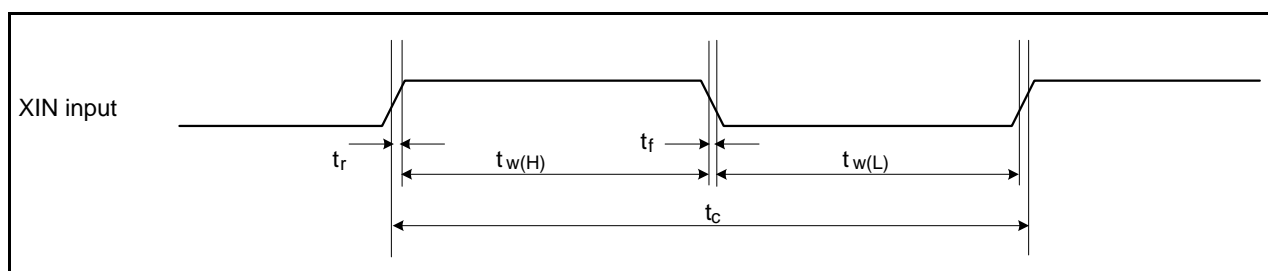 XIN input
tr
tw(H)
tf
tw(L)
tc